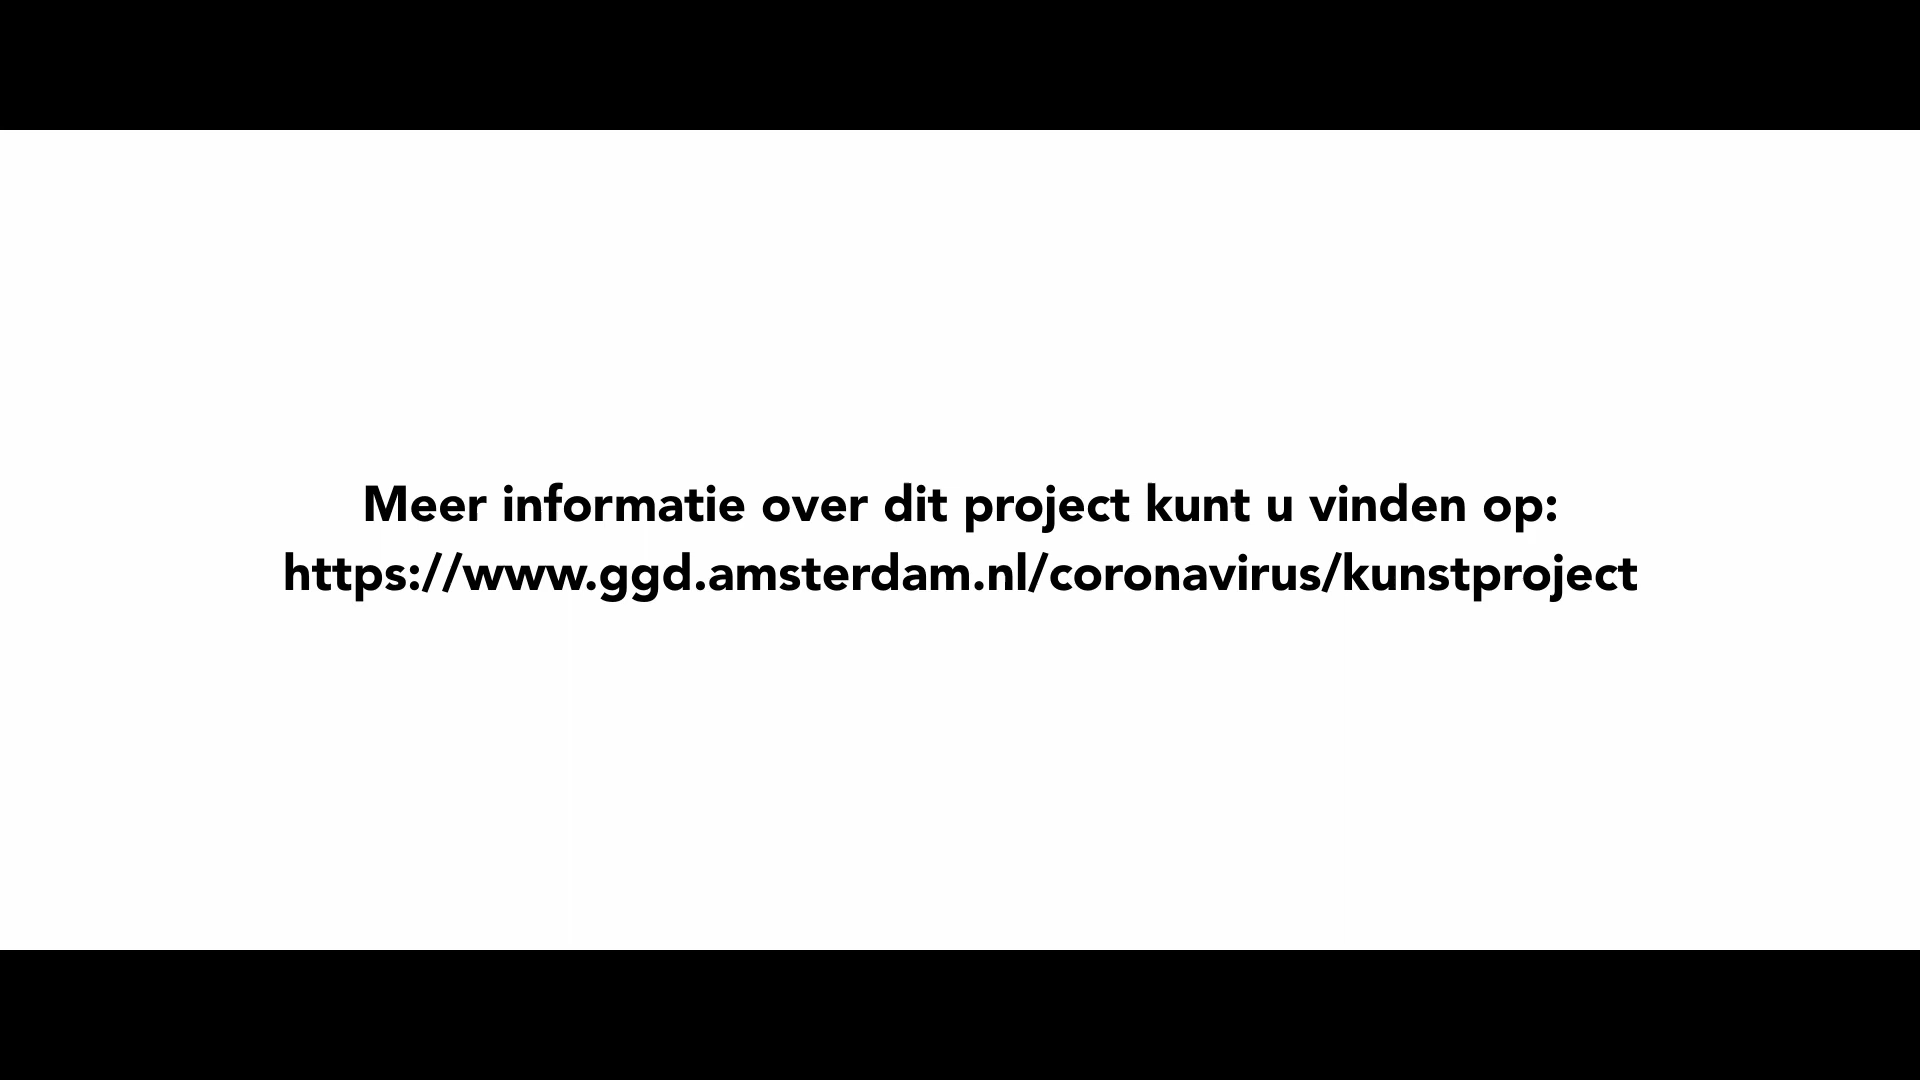 Meer informatie over dit project kunt u vinden op:
https://www.ggd.amsterdam.nl/coronavirus/kunstproject